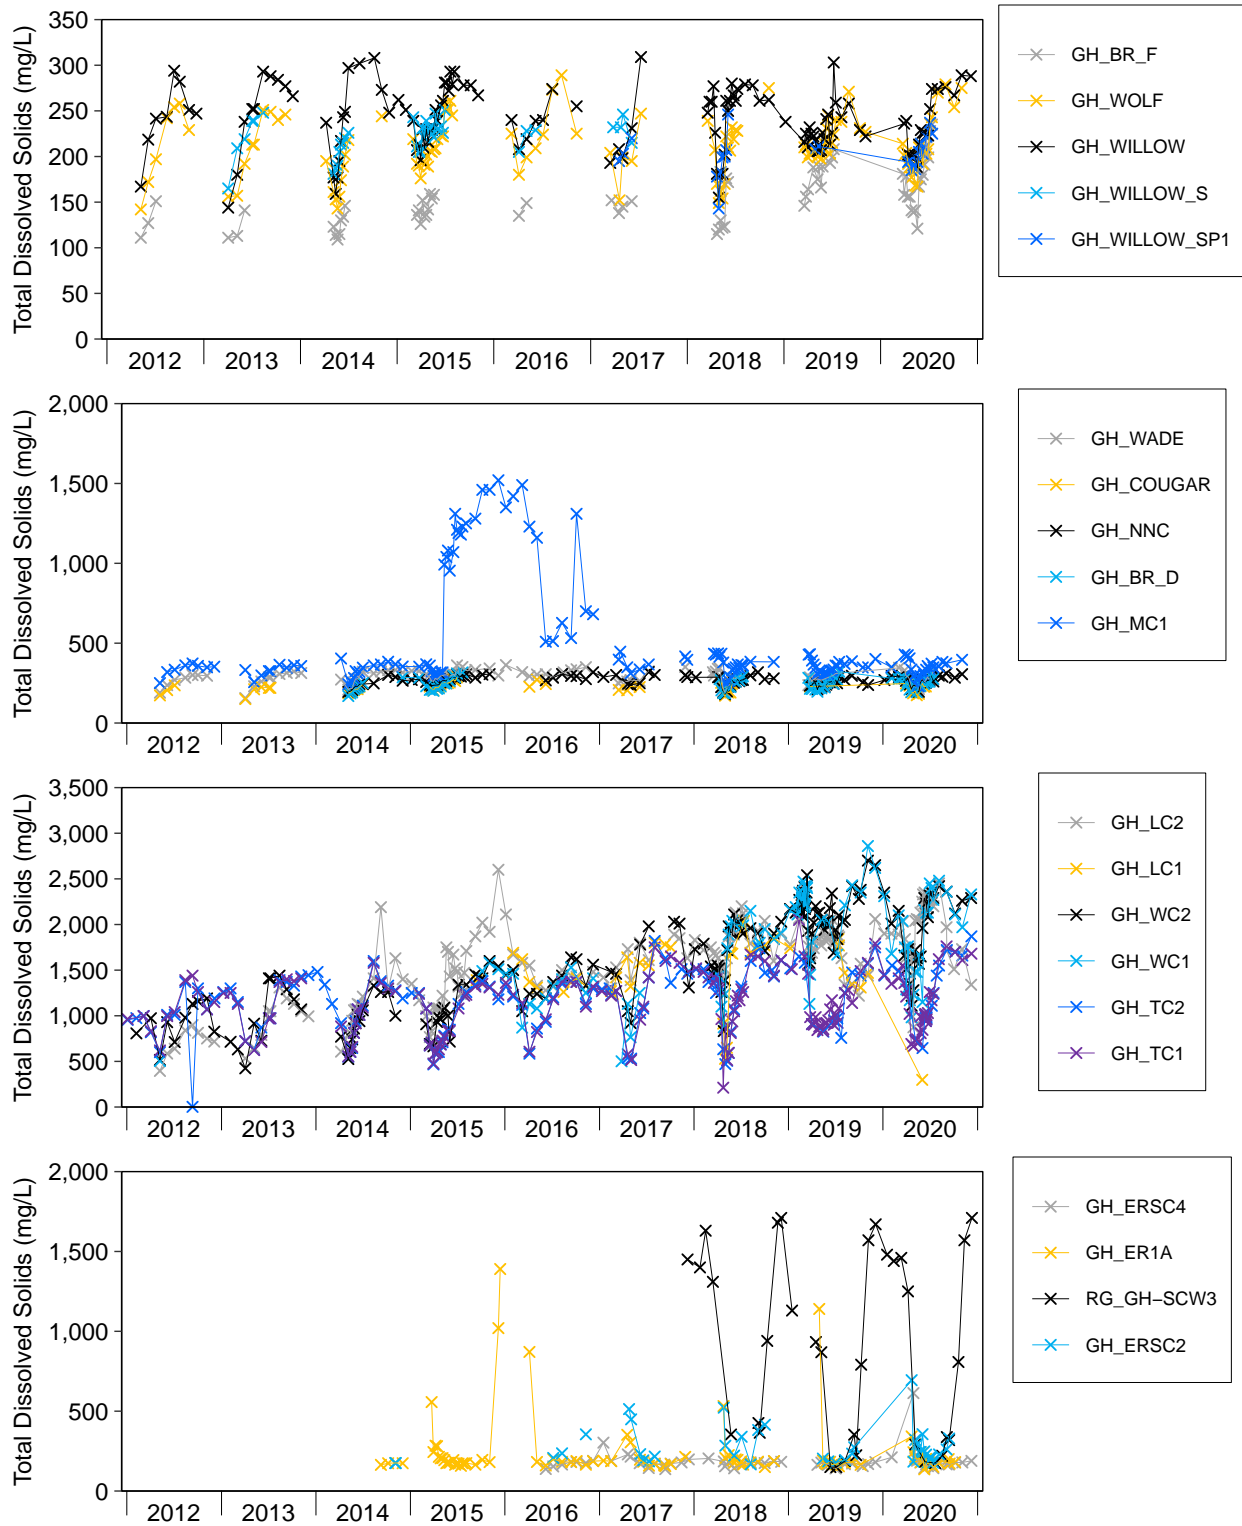 Total Dissolved Solids (mg/L)
350
300
250
200
150
100
50
0
2012 2013 2014 2015 2016 2017 2018 2019 2020
GH_BR_F
GH_WOLF
GH_WILLOW
GH_WILLOW_S
GH_WILLOW_SP1
Total Dissolved Solids (mg/L)
2,000
1,500
1,000
500
0
2012 2013 2014 2015 2016 2017 2018 2019 2020
GH_WADE
GH_COUGAR
GH_NNC
GH_BR_D
GH_MC1
Total Dissolved Solids (mg/L)
3,500
3,000
2,500
2,000
1,500
1,000
500
0
2012 2013 2014 2015 2016 2017 2018 2019 2020
GH_LC2
GH_LC1
GH_WC2
GH_WC1
GH_TC2
GH_TC1
Total Dissolved Solids (mg/L)
2,000
1,500
1,000
500
0
2012 2013 2014 2015 2016 2017 2018 2019 2020
GH_ERSC4
GH_ER1A
RG_GH−SCW3
GH_ERSC2